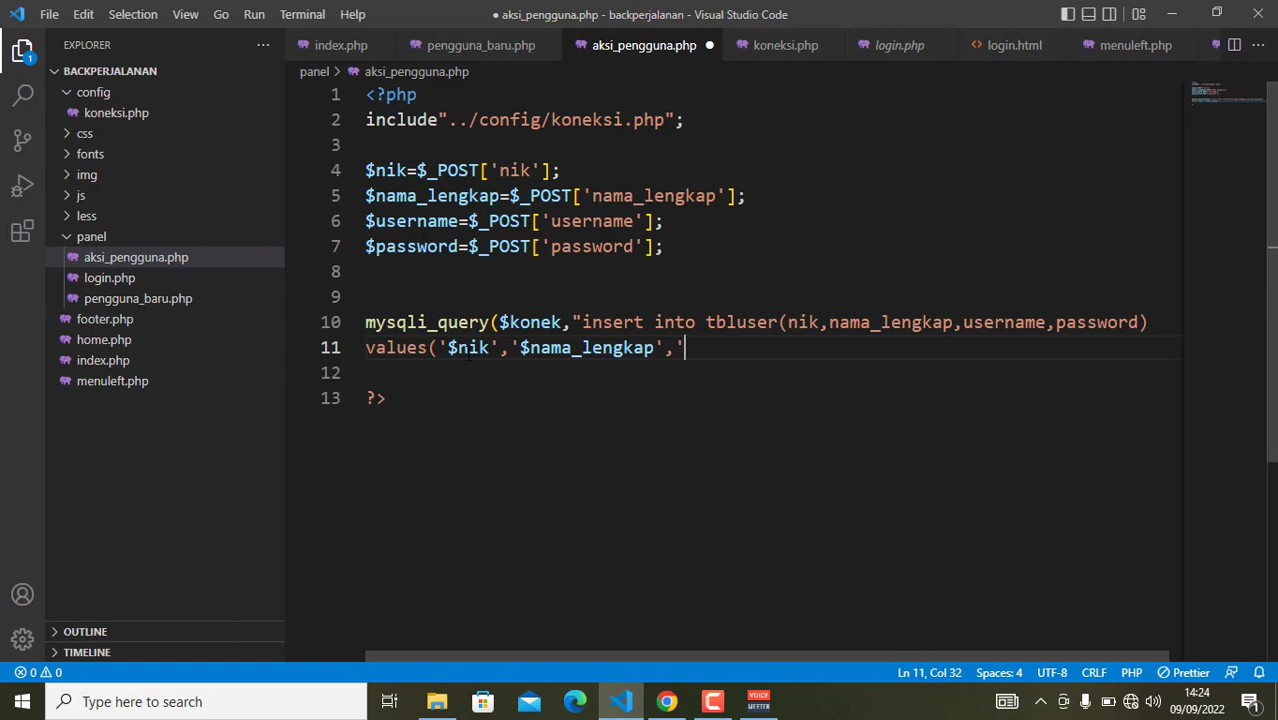 File Edit Selection View Go Run Terminal Help
● aksi_pengguna.php - backperjalanan - Visual Studio Code
EXPLORER
index.php pengguna_baru.php aksi_pengguna.php koneksi.php login.php login.html menuleft.php
BACKPERJALANAN
panel > aksi_pengguna.php
config
koneksi.php
css
fonts
img
js
less
panel
aksi_pengguna.php
login.php
pengguna_baru.php
footer.php
home.php
index.php
menuleft.php
1 <?php
2 include"../config/koneksi.php";
3
4 $nik=$_POST['nik'];
5 $nama_lengkap=$_POST['nama_lengkap'];
6 $username=$_POST['username'];
7 $password=$_POST['password'];
8
9
10 mysqli_query($konek,"insert into tbluser(nik,nama_lengkap,username,password)
11 values('$nik','$nama_lengkap','
12
13 ?>
1
OUTLINE
TIMELINE
0 0
Ln 11, Col 32 Spaces: 4 UTF-8 CRLF PHP Prettier
Type here to search
VOICE MEETER
14:24
09/09/2022
1